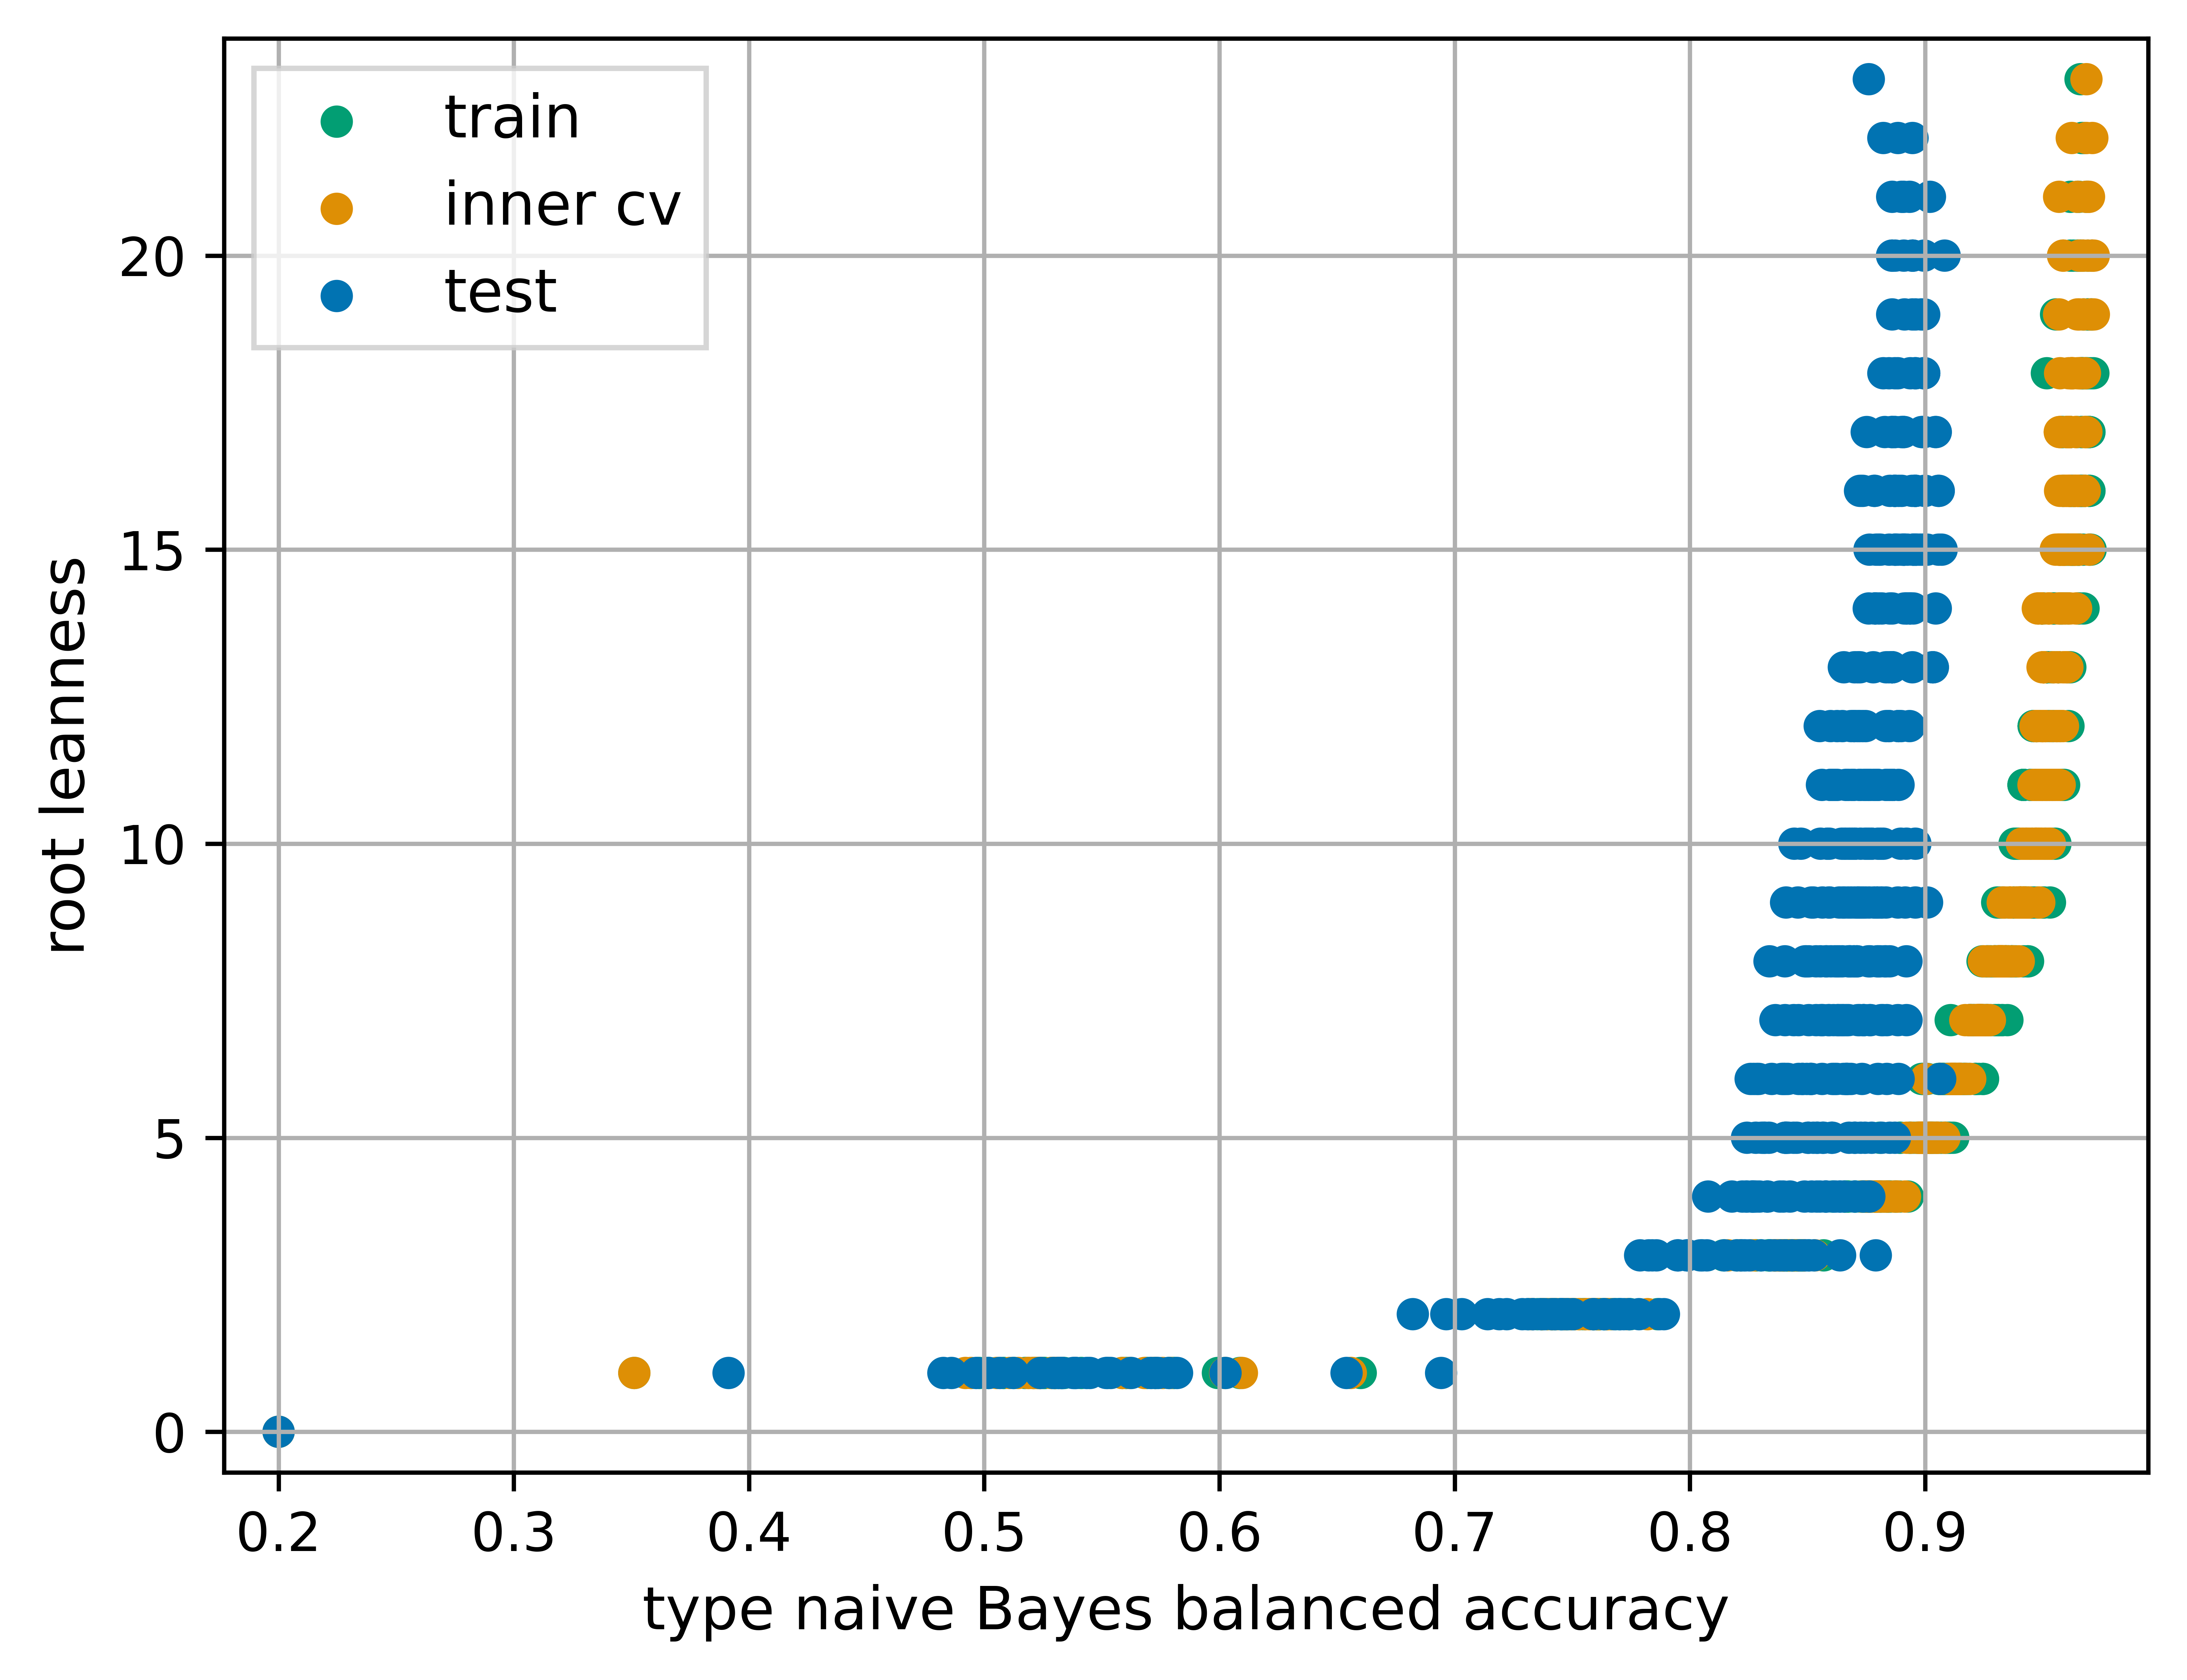 train
inner cv
test
20
15
10
5
0
root leanness
0.2 0.3 0.4 0.5 0.6 0.7 0.8 0.9
type naive Bayes balanced accuracy